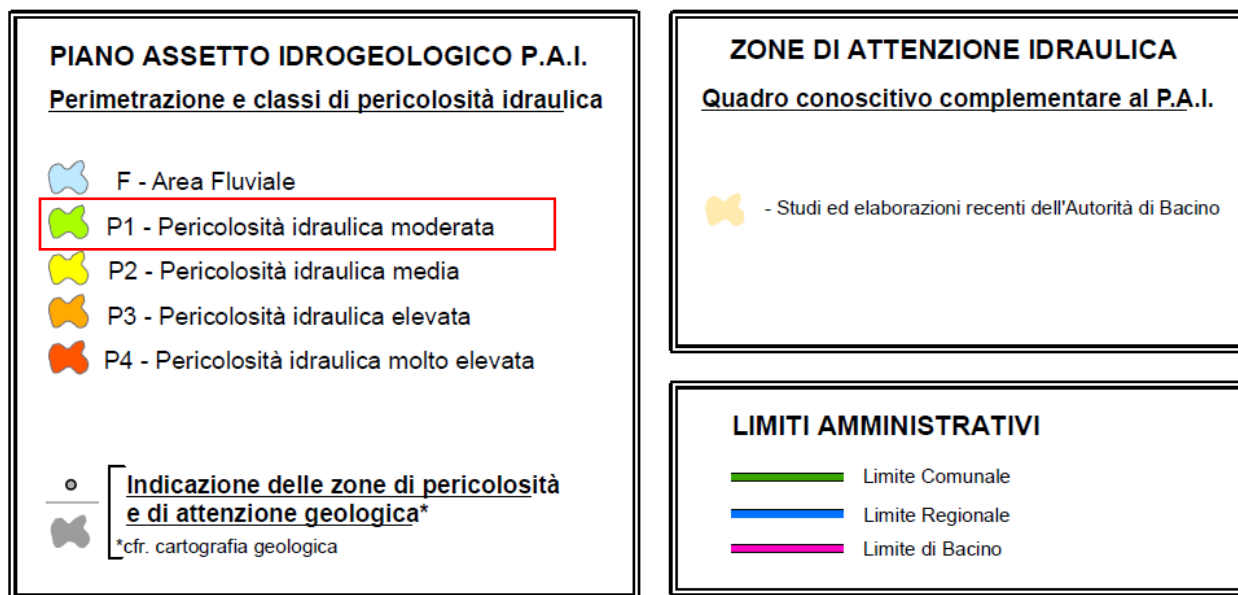 PIANO ASSETTO IDROGEOLOGICO P.A.I.
Perimetrazione e classi di pericolosità idraulica
F - Area Fluviale
P1 - Pericolosità idraulica moderata
P2 - Pericolosità idraulica media
P3 - Pericolosità idraulica elevata
P4 - Pericolosità idraulica molto elevata
Indicazione delle zone di pericolosità
e di attenzione geologica*
*cfr. cartografia geologica
ZONE DI ATTENZIONE IDRAULICA
Quadro conoscitivo complementare al P.A.I.
- Studi ed elaborazioni recenti dell'Autorità di Bacino
LIMITI AMMINISTRATIVI
Limite Comunale
Limite Regionale
Limite di Bacino